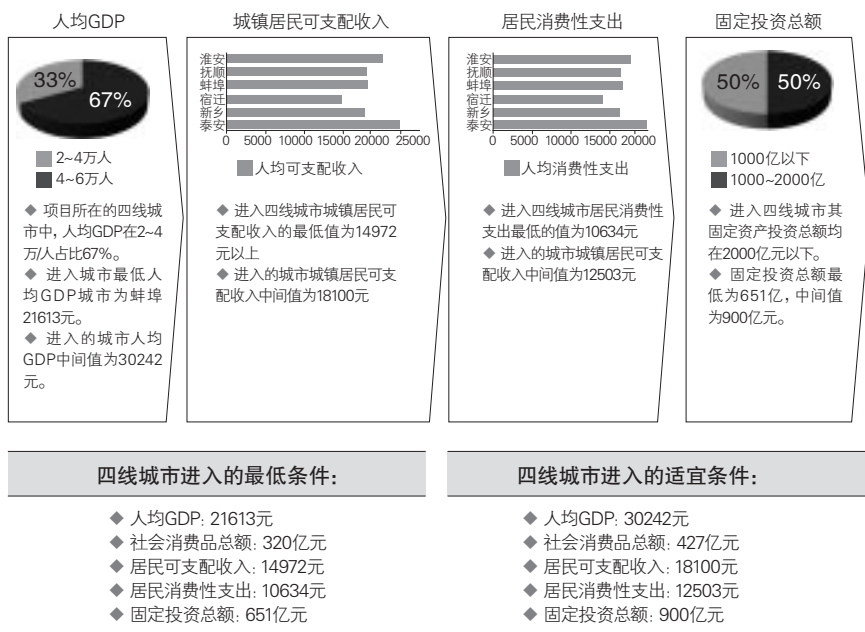 人均GDP
33%
67%
2~4万人
4~6万人
◆ 项目所在的四线城
市中，人均GDP在2~4
万/人占比67%。
◆ 进入城市最低人
均GDP城市为蚌埠
21613元。
◆ 进入的城市人均
GDP中间值为30242
元。
城镇居民可支配收入
淮安
抚顺
蚌埠
宿迁
新乡
泰安
0 5000 10000 15000 20000 25000
人均可支配收入
◆ 进入四线城市城镇居民可
支配收入的最低值为14972
元以上
◆ 进入的城市城镇居民可支
配收入中间值为18100元
居民消费性支出
淮安
抚顺
蚌埠
宿迁
新乡
泰安
0 5000 10000 15000 20000
人均消费性支出
◆ 进入四线城市居民消费性
支出最低的值为10634元
◆ 进入的城市城镇居民可支
配收入中间值为12503元
固定投资总额
50% 50%
1000亿以下
1000~2000亿
◆ 进入四线城市其
固定资产投资总额均
在2000亿元以下。
◆ 固定投资总额最
低为651亿，中间值
为900亿元。
四线城市进入的最低条件：
◆ 人均GDP: 21613元
◆ 社会消费品总额: 320亿元
◆ 居民可支配收入: 14972元
◆ 居民消费性支出: 10634元
◆ 固定投资总额: 651亿元
四线城市进入的适宜条件：
◆ 人均GDP: 30242元
◆ 社会消费品总额: 427亿元
◆ 居民可支配收入: 18100元
◆ 居民消费性支出: 12503元
◆ 固定投资总额: 900亿元